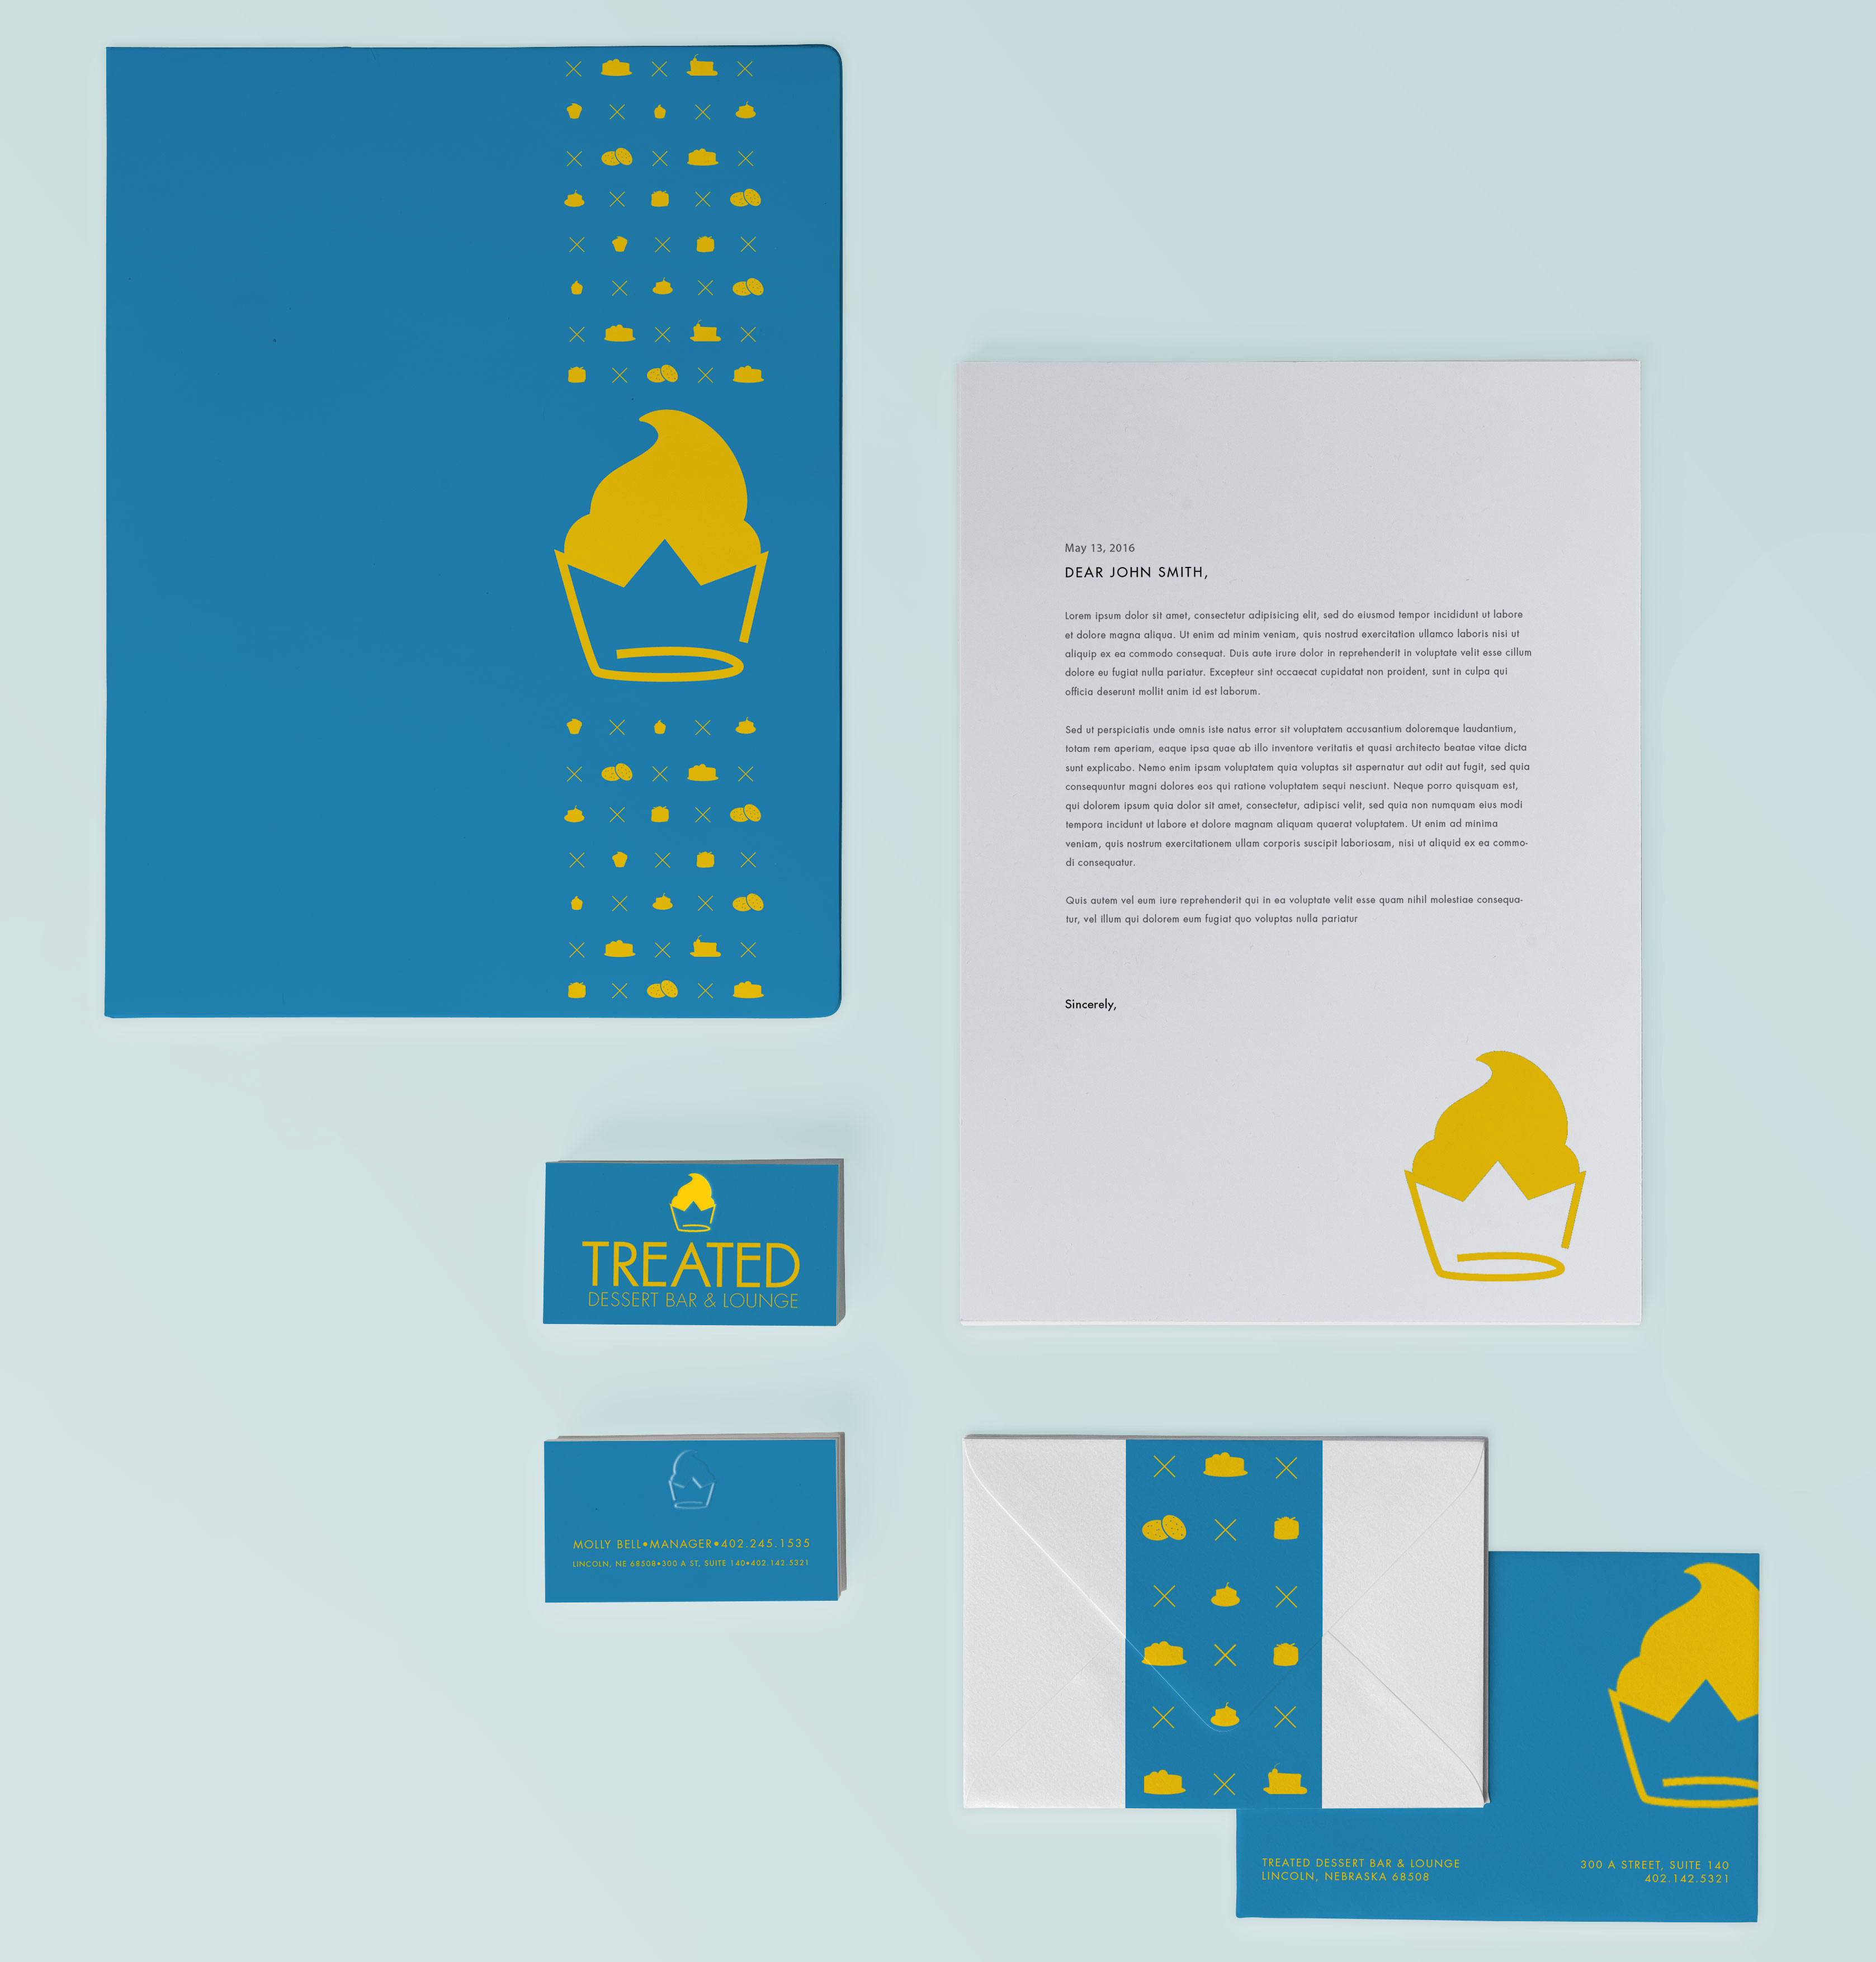 May 13, 2016
DEAR JOHN SMITH,
Lorem ipsum dolor sit amet, consectetur adipisicing elit, sed do eiusmod tempor incididunt ut labore
et dolore magna aliqua. Ut enim ad minim veniam, quis nostrud exercitation ullamco laboris nisi ut
aliquip ex ea commodo consequat. Duis aute irure dolor in reprehenderit in voluptate velit esse cillum
dolore eu fugiat nulla pariatur. Excepteur sint occaecat cupidatat non proident, sunt in culpa qui
officia deserunt mollit anim id est laborum.
Sed ut perspiciatis unde omnis iste natus error sit voluptatem accusantium doloremque laudantium,
totam rem aperiam, eaque ipsa quae ab illo inventore veritatis et quasi architecto beatae vitae dicta
sunt explicabo. Nemo enim ipsam voluptatem quia voluptas sit aspernatur aut odit aut fugit, sed quia
consequuntur magni dolores eos qui ratione voluptatem sequi nesciunt. Neque porro quisquam est,
qui dolorem ipsum quia dolor sit amet, consectetur, adipisci velit, sed quia non numquam eius modi
tempora incidunt ut labore et dolore magnam aliquam quaerat voluptatem. Ut enim ad minima
veniam, quis nostrum exercitationem ullam corporis suscipit laboriosam, nisi ut aliquid ex ea commo-
di consequatur.
Quis autem vel eum iure reprehenderit qui in ea voluptate velit esse quam nihil molestiae consequa-
tur, vel illum qui dolorem eum fugiat quo voluptas nulla pariatur
Sincerely,
TREATED
DESSERT BAR & LOUNGE
MOLLY BELL•MANAGER•402.245.1535
LINCOLN, NE 68508•300 A ST, SUITE 140•402.142.5321
TREATED DESSERT BAR & LOUNGE
LINCOLN, NEBRASKA 68508
300 A STREET, SUITE 140
402.142.5321